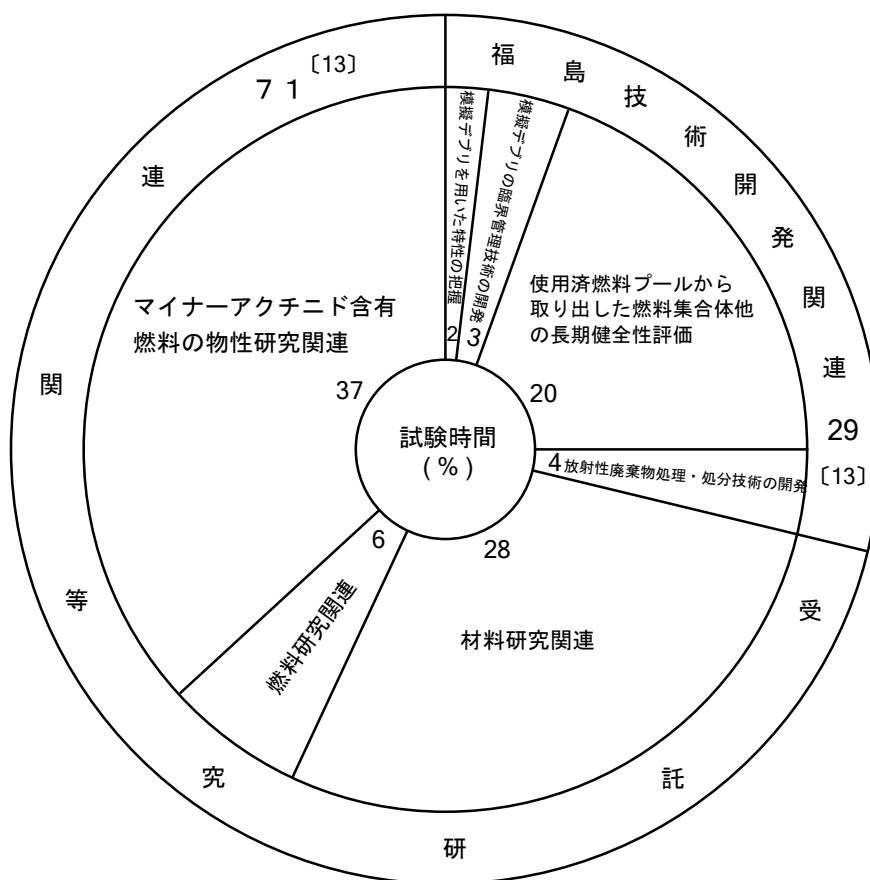 福島技術開発関連
29
〔13〕
受託研究等関連
７１
〔13〕
模擬デブリを用いた特性の把握
2
模擬デブリの臨界管理技術の開発
3
使用済燃料プールから
取り出した燃料集合体他
の長期健全性評価
20
4
放射性廃棄物処理・処分技術の開発
28
材料研究関連
6
燃料研究関連
マイナーアクチニド含有
燃料の物性研究関連
37
試験時間
(%)